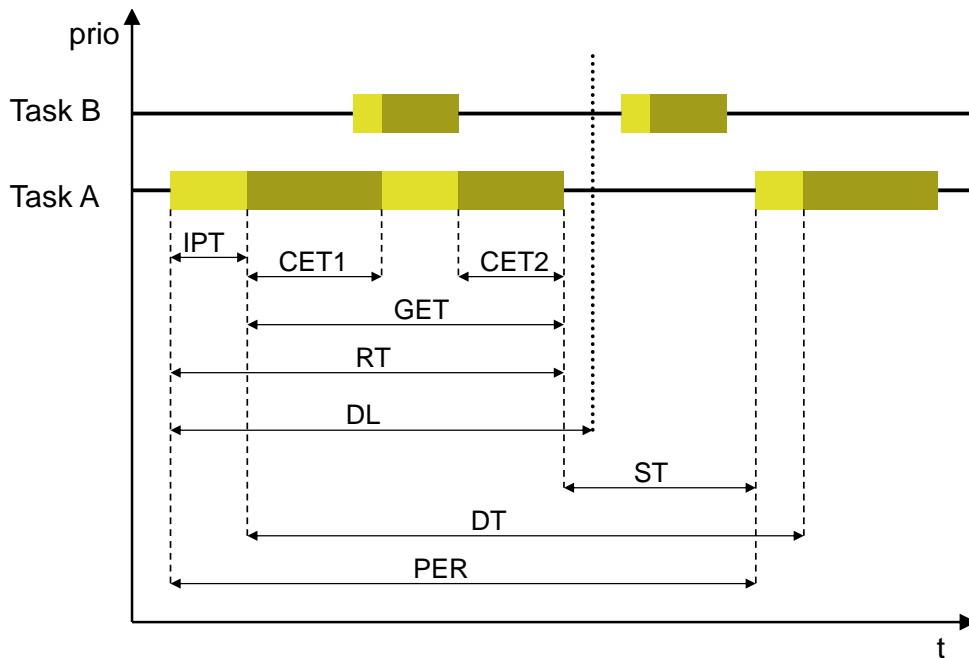 prio
Task B
Task A
IPT
CET1
CET2
GET
RT
DL
ST
DT
PER
t